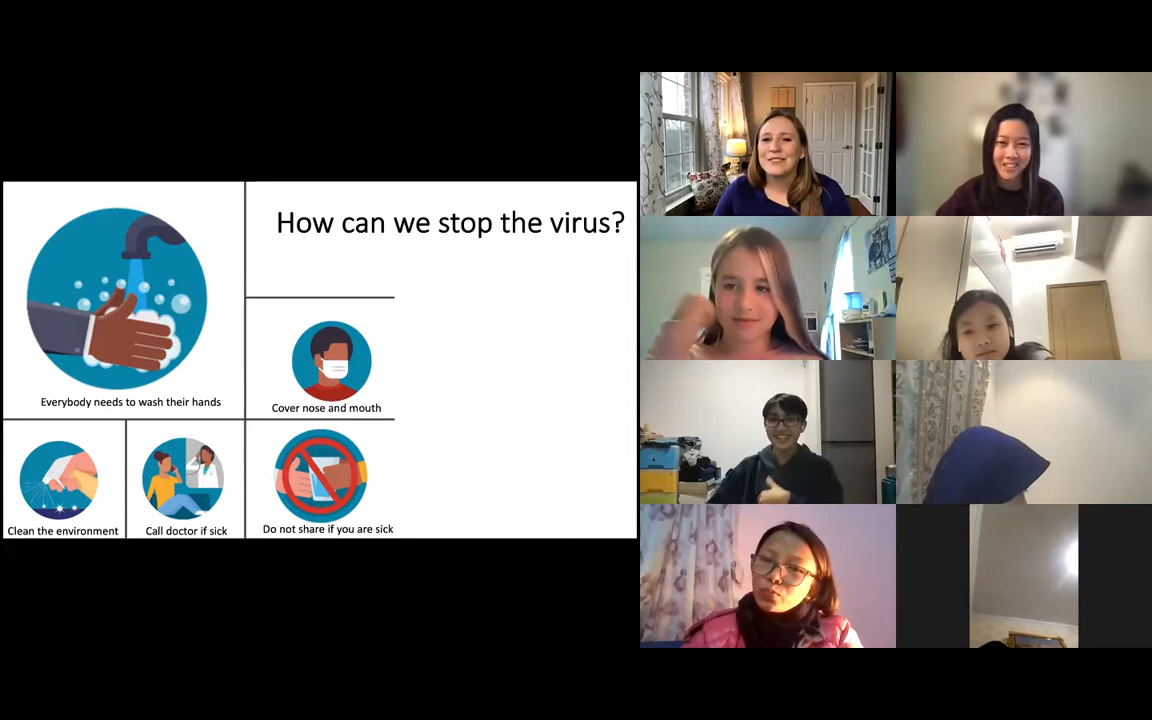 How can we stop the virus?
Everybody needs to wash their hands
Cover nose and mouth
Clean the environment
Call doctor if sick
Do not share if you are sick